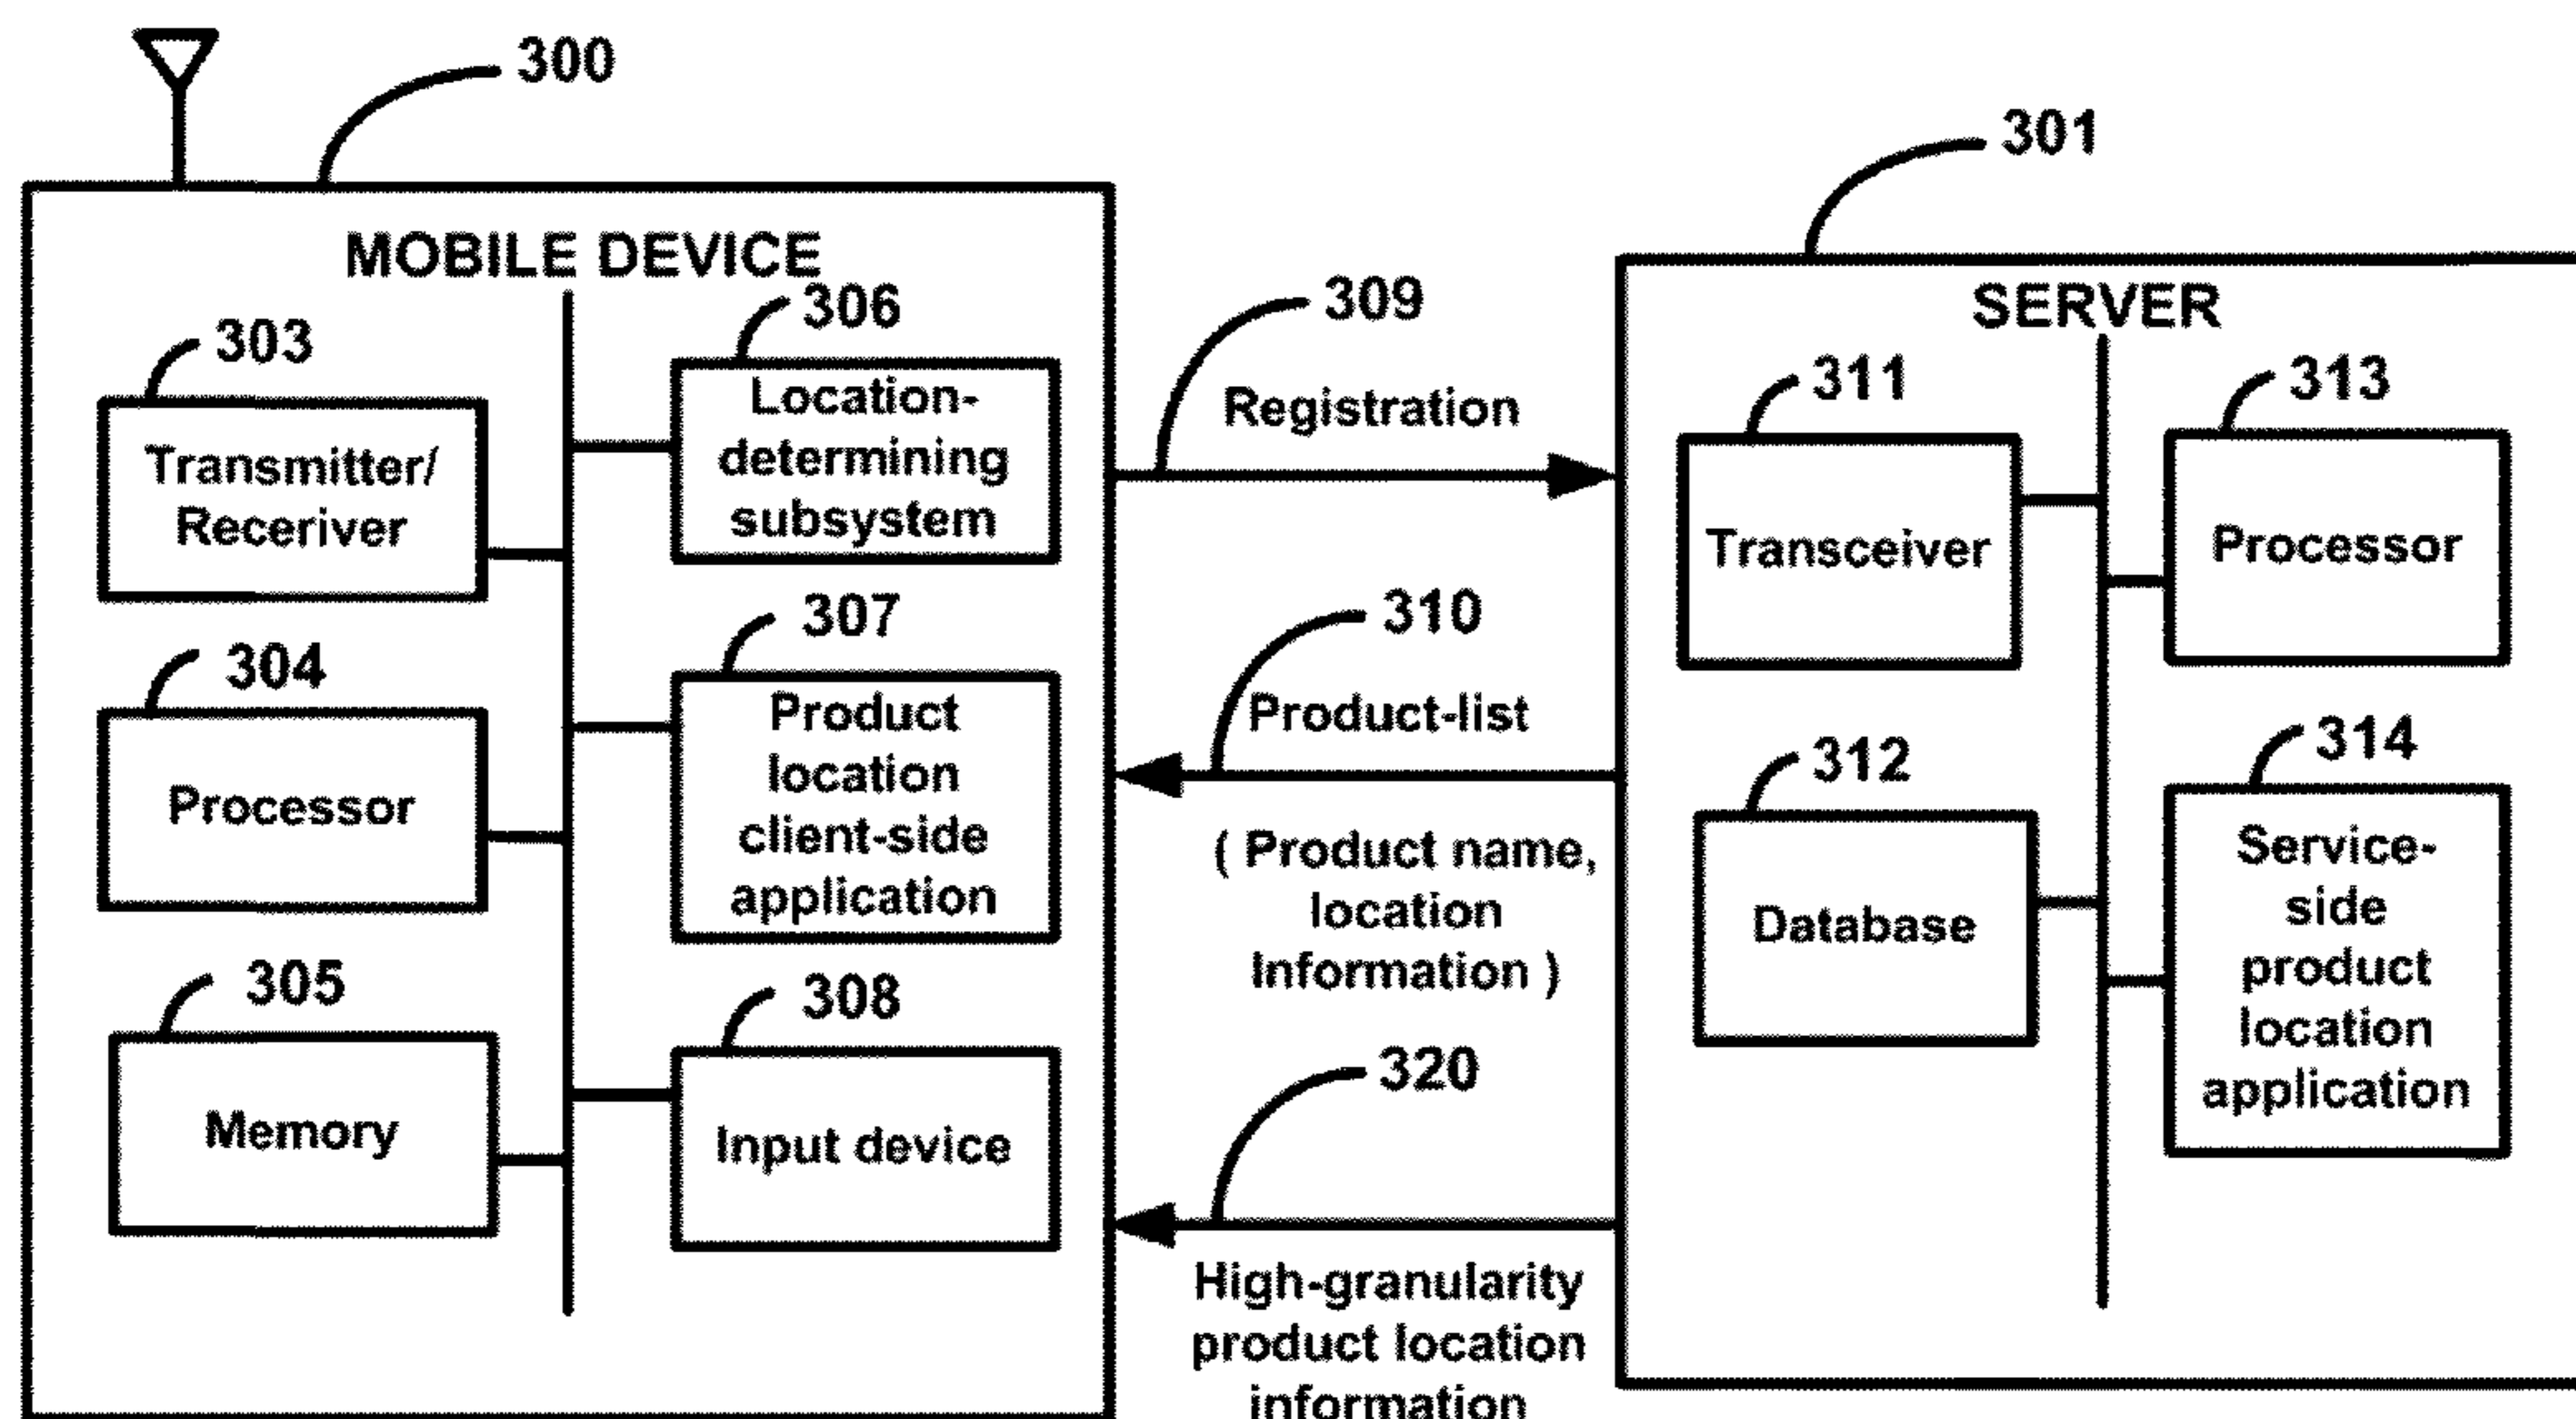 300
301
MOBILE DEVICE
303
Transmitter/
Receriver
304
Processor
305
Memory
306
Location-
determining
subsystem
307
Product
location
client-side
application
308
Input device
309
Registration
310
Product-list
( Product name,
location
Information )
320
High-granularity
product location
information
SERVER
311
Transceiver
312
Database
313
Processor
314
Service-
side
product
location
application